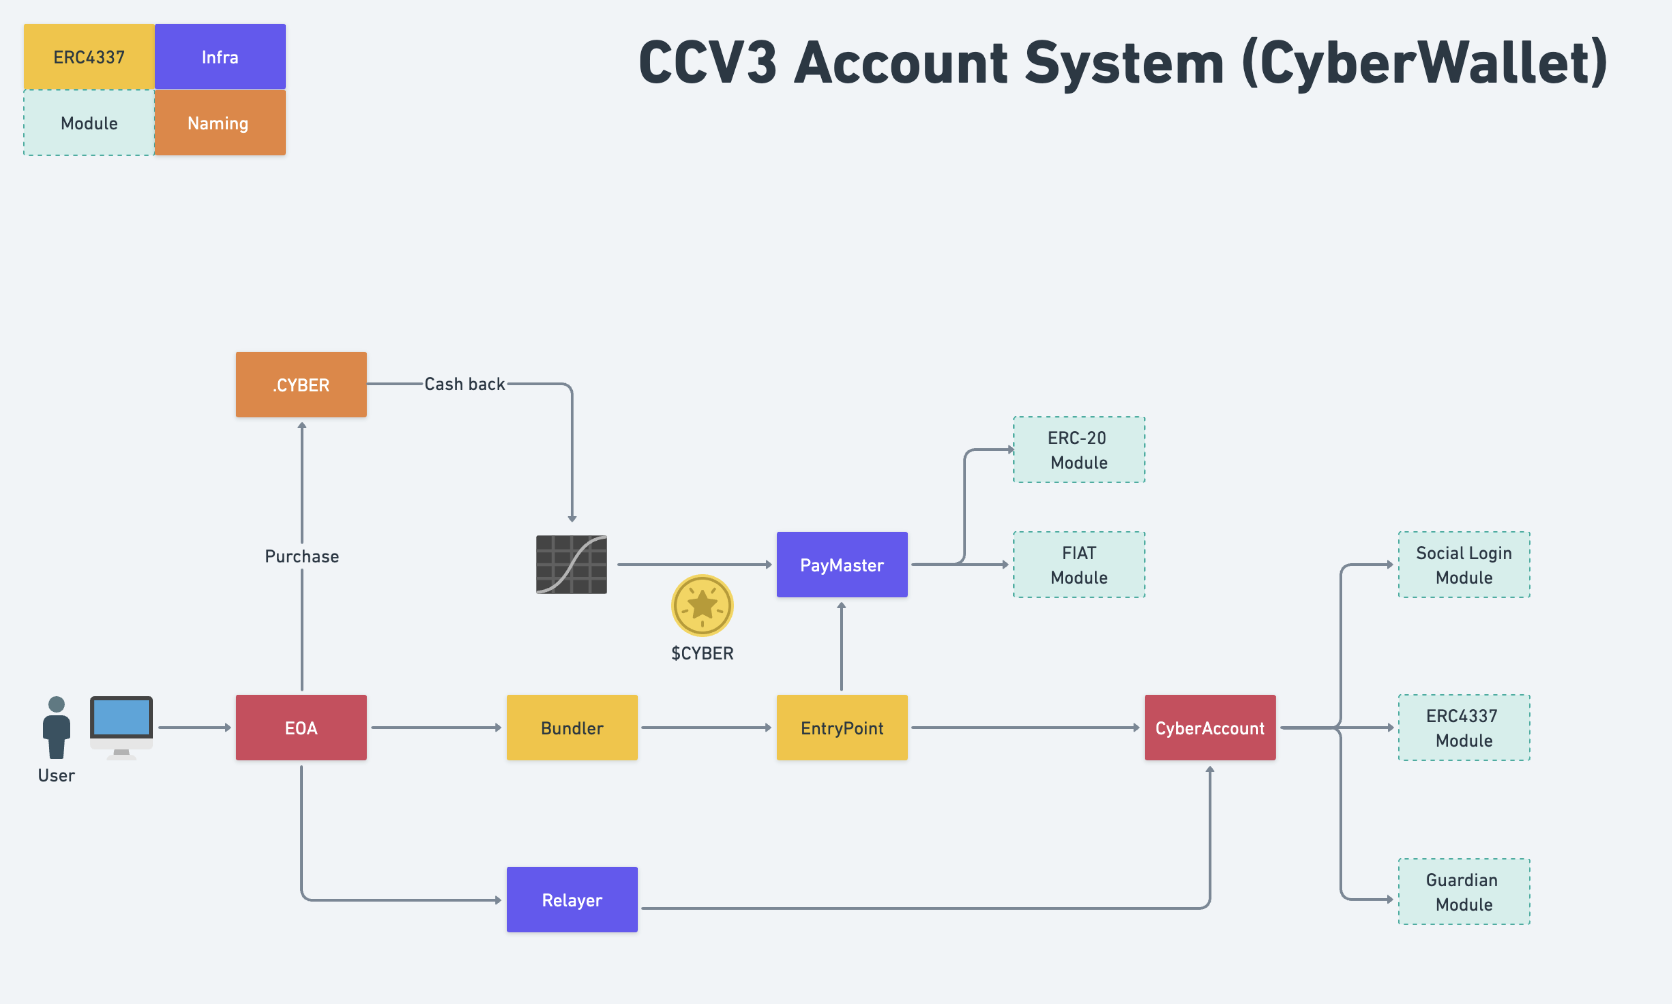 CCV3 Account System (CyberWallet)
ERC4337
Infra
Module
Naming
.CYBER
Cash back
ERC-20
Module
Purchase
PayMaster
FIAT
Module
Social Login
Module
$CYBER
User
EOA
Bundler
EntryPoint
CyberAccount
ERC4337
Module
Relayer
Guardian
Module